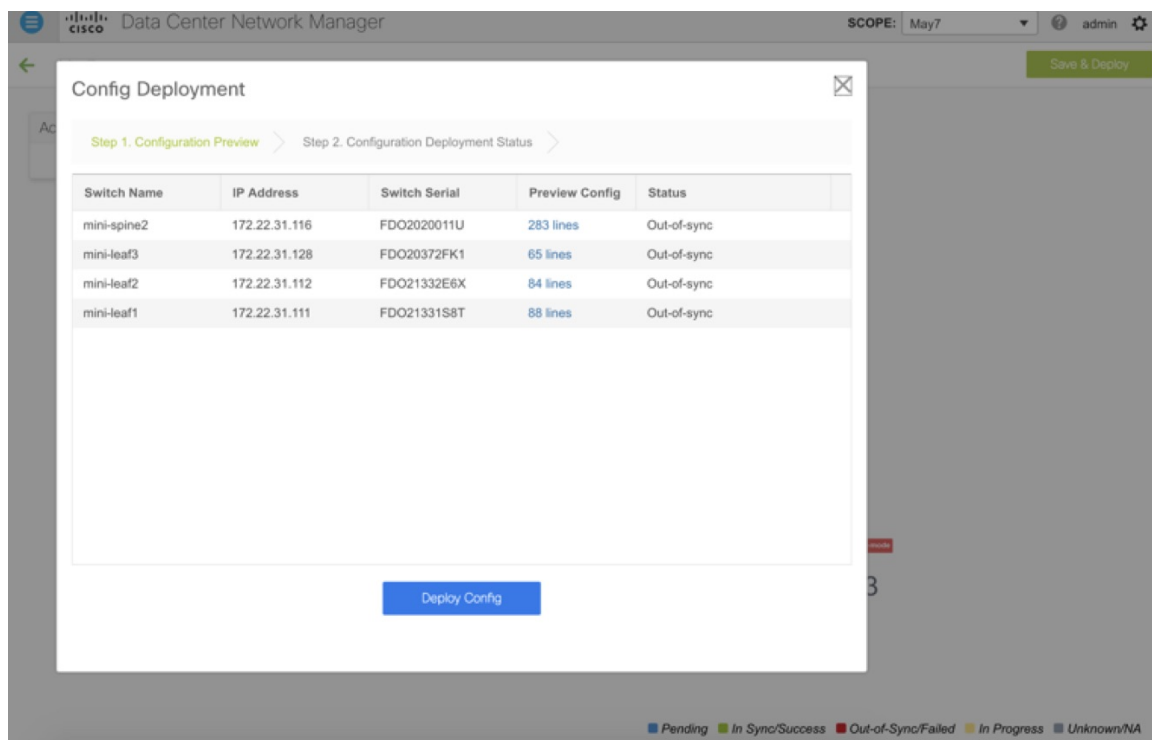 CISCO Data Center Network Manager SCOPE: May7 admin
Save & Deploy
Config Deployment
Ac
Step 1. Configuration Preview Step 2. Configuration Deployment Status
Switch Name IP Address Switch Serial Preview Config Status
mini-spine2 172.22.31.116 FDO2020011U 283 lines Out-of-sync
mini-leaf3 172.22.31.128 FDO20372FK1 65 lines Out-of-sync
mini-leaf2 172.22.31.112 FDO21332E6X 84 lines Out-of-sync
mini-leaf1 172.22.31.111 FDO21331S8T 88 lines Out-of-sync
mode
3
Deploy Config
Pending In Sync/Success Out-of-Sync/Failed In Progress Unknown/NA